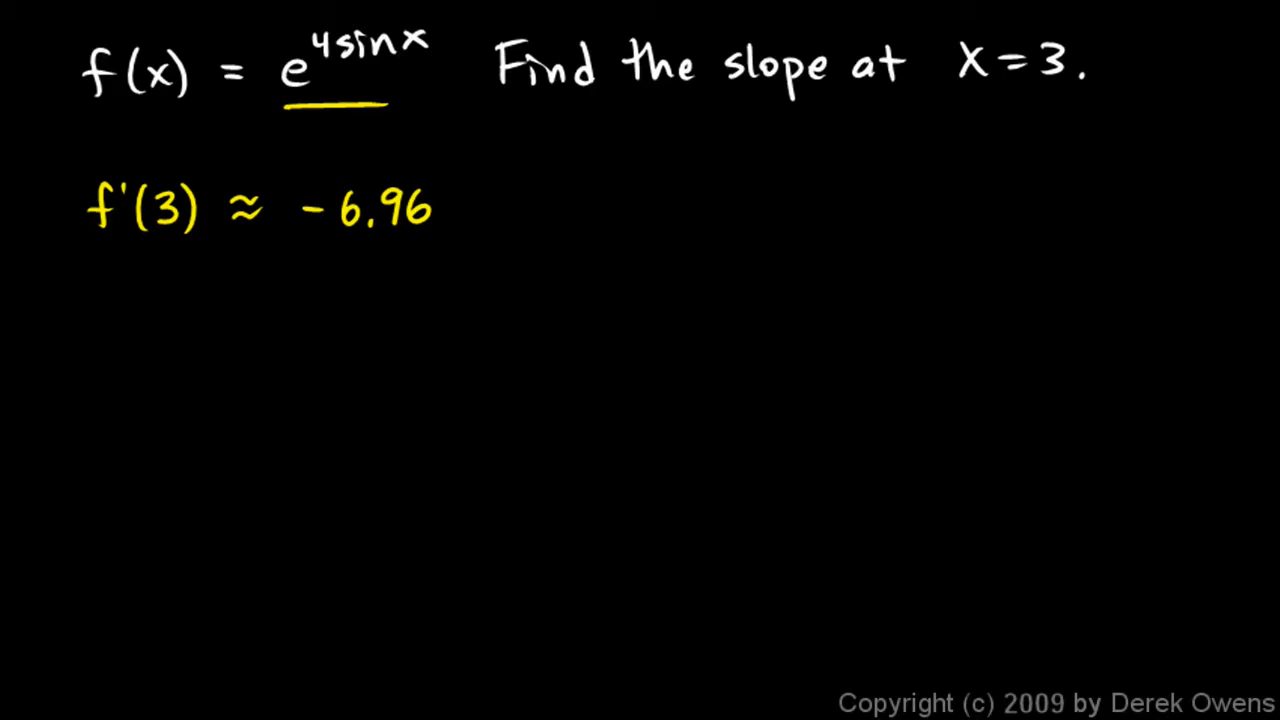 f(x) = e^{4sinx} Find the slope at x = 3.
f'(3) ≈ -6.96
Copyright (c) 2009 by Derek Owens